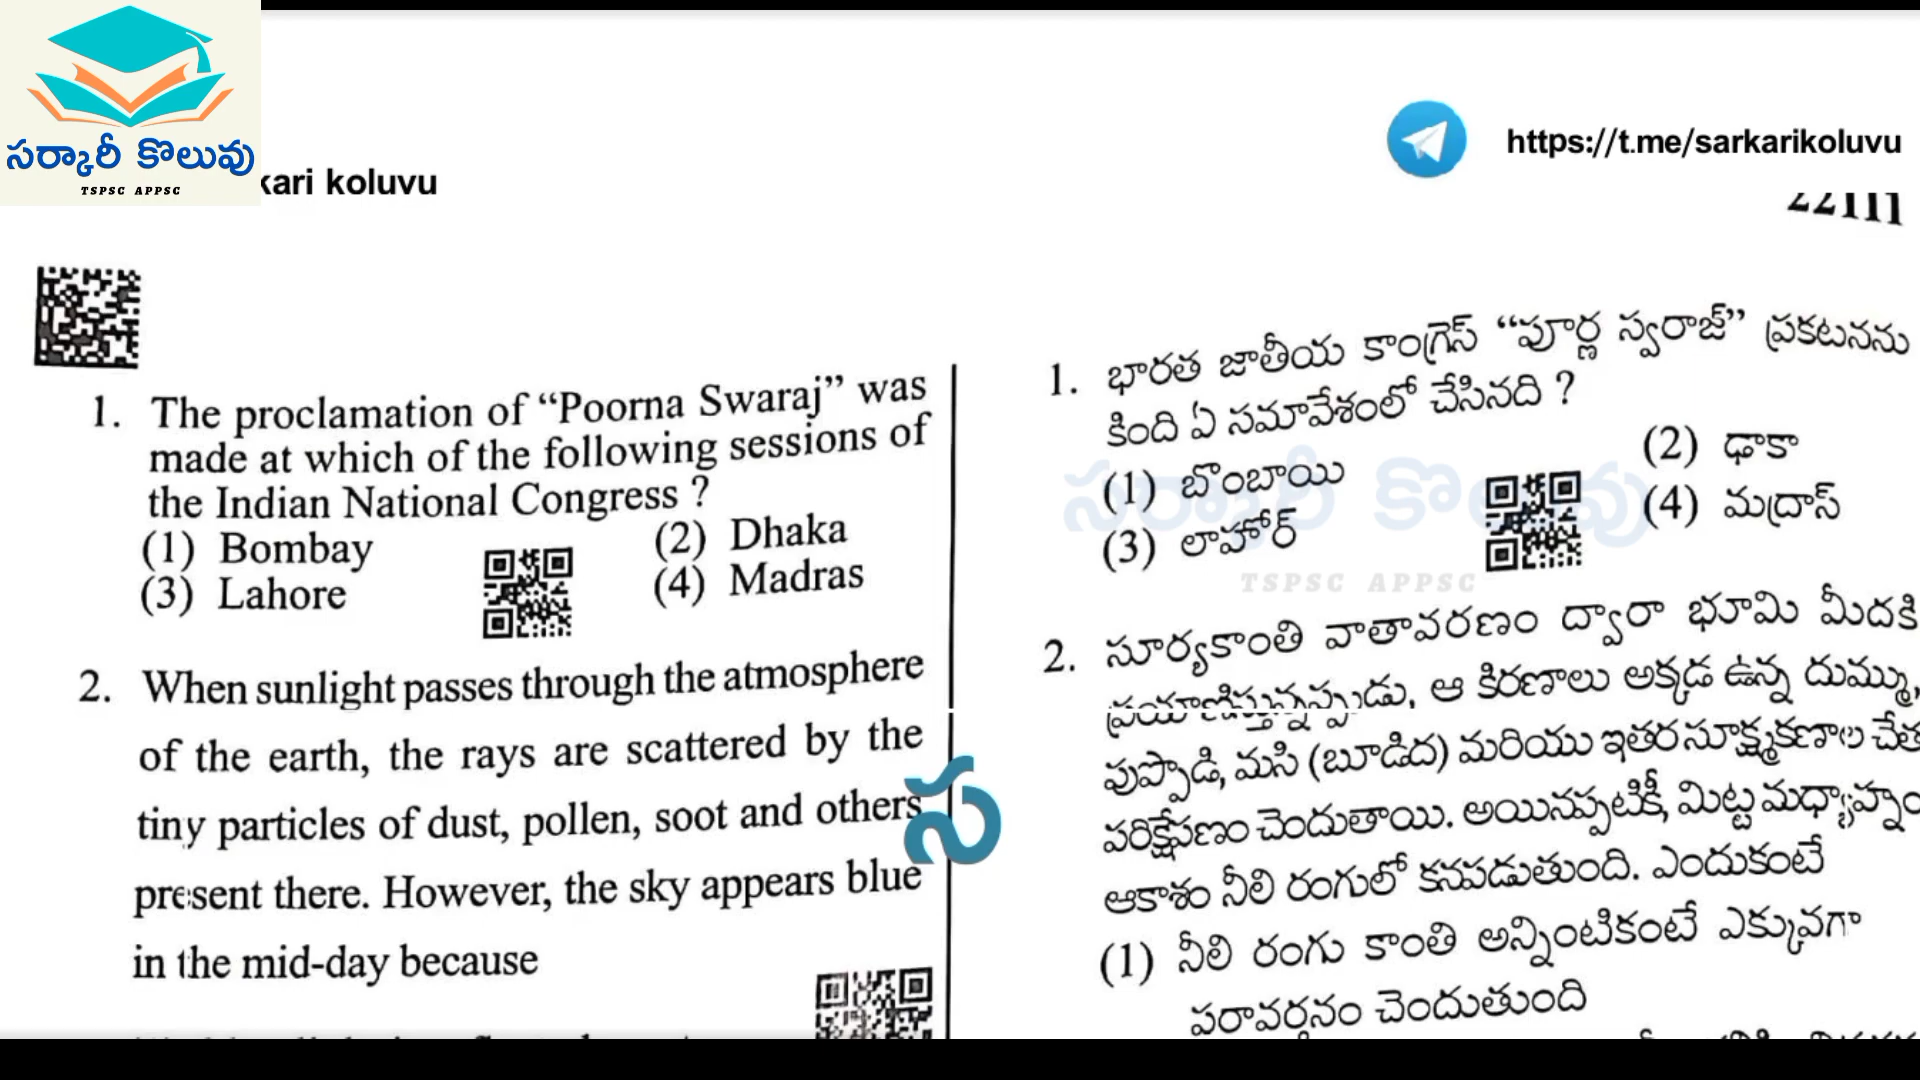 సర్కారీ కొలువు
TSPSC APPSC
kari koluvu
https://t.me/sarkarikoluvu
22111
1. The proclamation of “Poorna Swaraj” was
made at which of the following sessions of
the Indian National Congress ?
(1) Bombay (2) Dhaka
(3) Lahore (4) Madras
2. When sunlight passes through the atmosphere
of the earth, the rays are scattered by the
tiny particles of dust, pollen, soot and others
present there. However, the sky appears blue
in the mid-day because
స
1. భారత జాతీయ కాంగ్రెస్ “పూర్ణ స్వరాజ్” ప్రకటనను
కింది ఏ సమావేశంలో చేసినది ?
(1) బొంబాయి (2) ఢాకా
(3) లాహోర్ (4) మద్రాస్
సర్కారీ కొలువు
TSPSC APPSC
2. సూర్యకాంతి వాతావరణం ద్వారా భూమి మీదకి
ప్రయాణిస్తున్నప్పుడు, ఆ కిరణాలు అక్కడ ఉన్న దుమ్ము,
పుప్పొడి, మసి (బూడిద) మరియు ఇతర సూక్ష్మకణాల చేత
పరిక్షేపణం చెందుతాయి. అయినప్పటికీ, మిట్ట మధ్యాహ్నం
ఆకాశం నీలి రంగులో కనపడుతుంది. ఎందుకంటే
(1) నీలి రంగు కాంతి అన్నింటికంటే ఎక్కువగా
పరావర్తనం చెందుతుంది